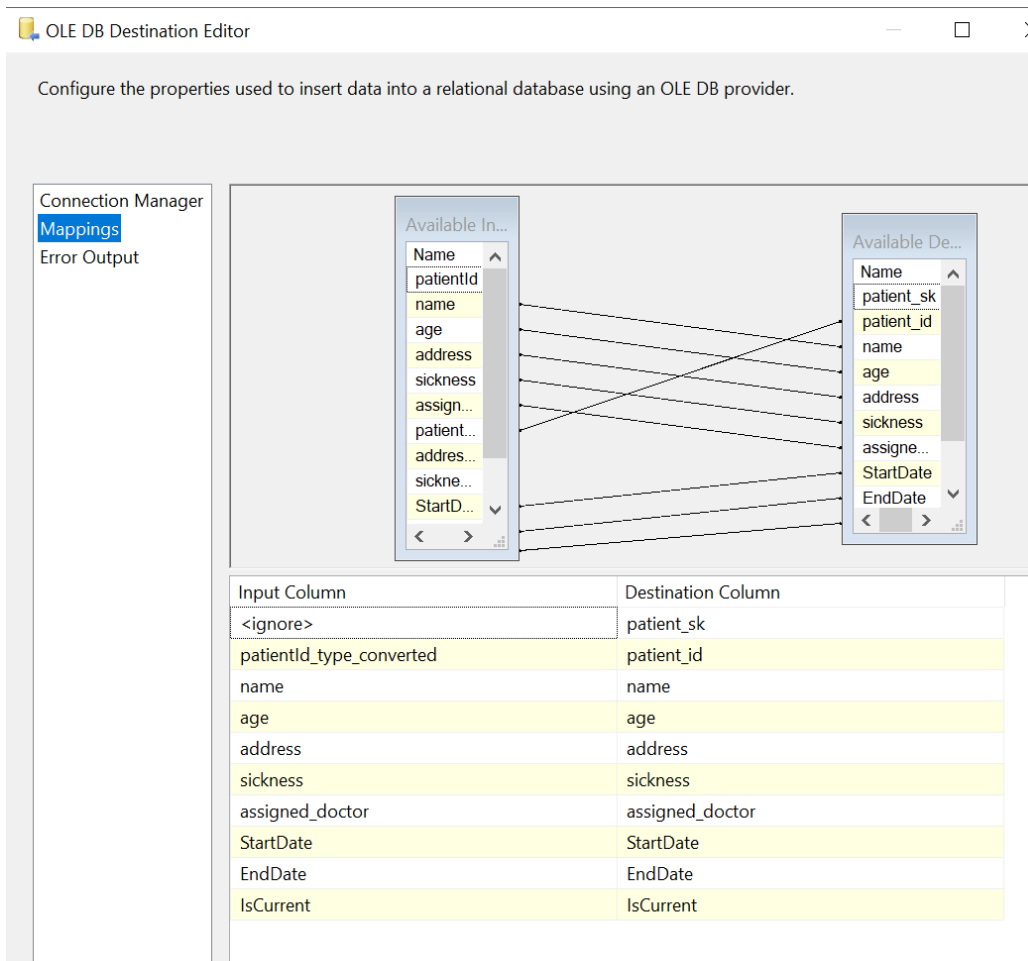 OLE DB Destination Editor
Configure the properties used to insert data into a relational database using an OLE DB provider.
Connection Manager
Mappings
Error Output
Available In...
Name
patientId
name
age
address
sickness
assign...
patient...
addres...
sickne...
StartD...
Available De...
Name
patient_sk
patient_id
name
age
address
sickness
assigne...
StartDate
EndDate
Input Column Destination Column
<ignore> patient_sk
patientId_type_converted patient_id
name name
age age
address address
sickness sickness
assigned_doctor assigned_doctor
StartDate StartDate
EndDate EndDate
IsCurrent IsCurrent